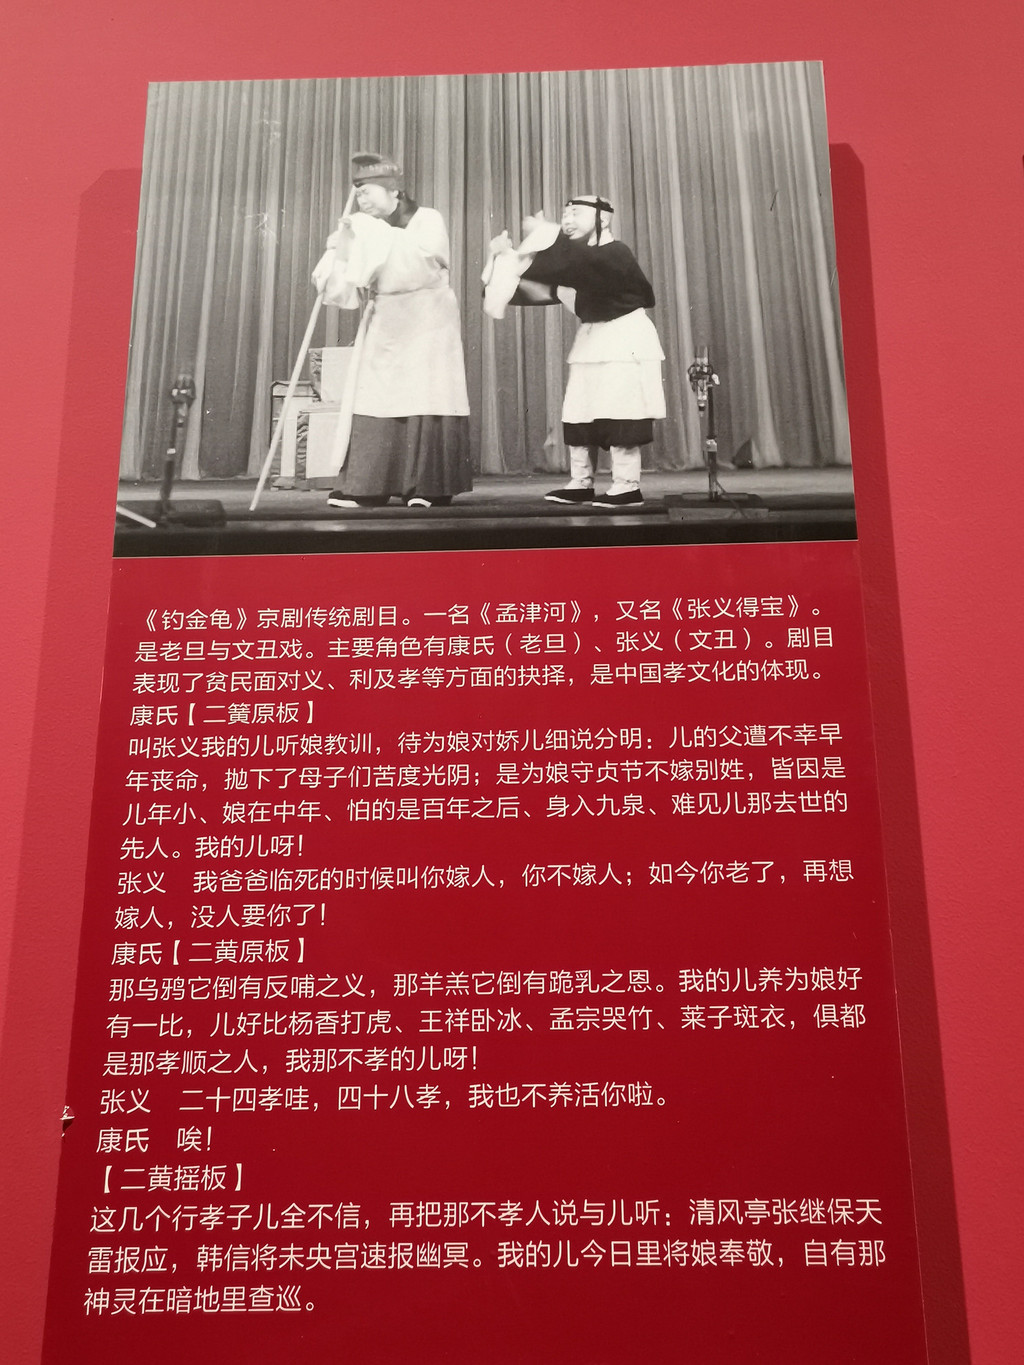 《钓金龟》京剧传统剧目。一名《孟津河》，又名《张义得宝》。
是老旦与文丑戏。主要角色有康氏（老旦）、张义（文丑）。剧目
表现了贫民面对义、利及孝等方面的抉择，是中国孝文化的体现。
康氏【二簧原板】
叫张义我的儿听娘教训，待为娘对娇儿细说分明：儿的父遭不幸早
年丧命，抛下了母子们苦度光阴；是为娘守贞节不嫁别姓，皆因是
儿年小、娘在中年、怕的是百年之后、身入九泉、难见儿那去世的
先人。我的儿呀！
张义　我爸爸临死的时候叫你嫁人，你不嫁人；如今你老了，再想
嫁人，没人要你了！
康氏【二黄原板】
那乌鸦它倒有反哺之义，那羊羔它倒有跪乳之恩。我的儿养为娘好
有一比，儿好比杨香打虎、王祥卧冰、孟宗哭竹、莱子斑衣，俱都
是那孝顺之人，我那不孝的儿呀！
张义　二十四孝哇，四十八孝，我也不养活你啦。
康氏　唉！
【二黄摇板】
这几个行孝子儿全不信，再把那不孝人说与儿听：清风亭张继保天
雷报应，韩信将未央宫速报幽冥。我的儿今日里将娘奉敬，自有那
神灵在暗地里查巡。